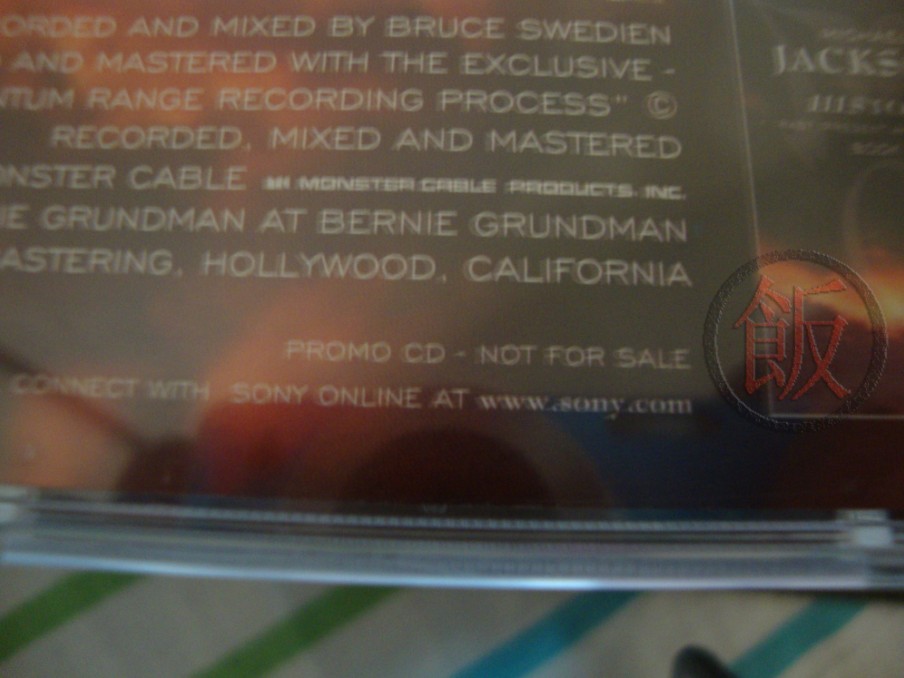 ORDED AND MIXED BY BRUCE SWEDIEN
AND MASTERED WITH THE EXCLUSIVE -
NTUM RANGE RECORDING PROCESS" ©
RECORDED, MIXED AND MASTERED
ONSTER CABLE MONSTER CABLE PRODUCTS, INC.
IE GRUNDMAN AT BERNIE GRUNDMAN
ASTERING, HOLLYWOOD, CALIFORNIA
PROMO CD - NOT FOR SALE
CONNECT WITH SONY ONLINE AT www.sony.com
JACKS
飯